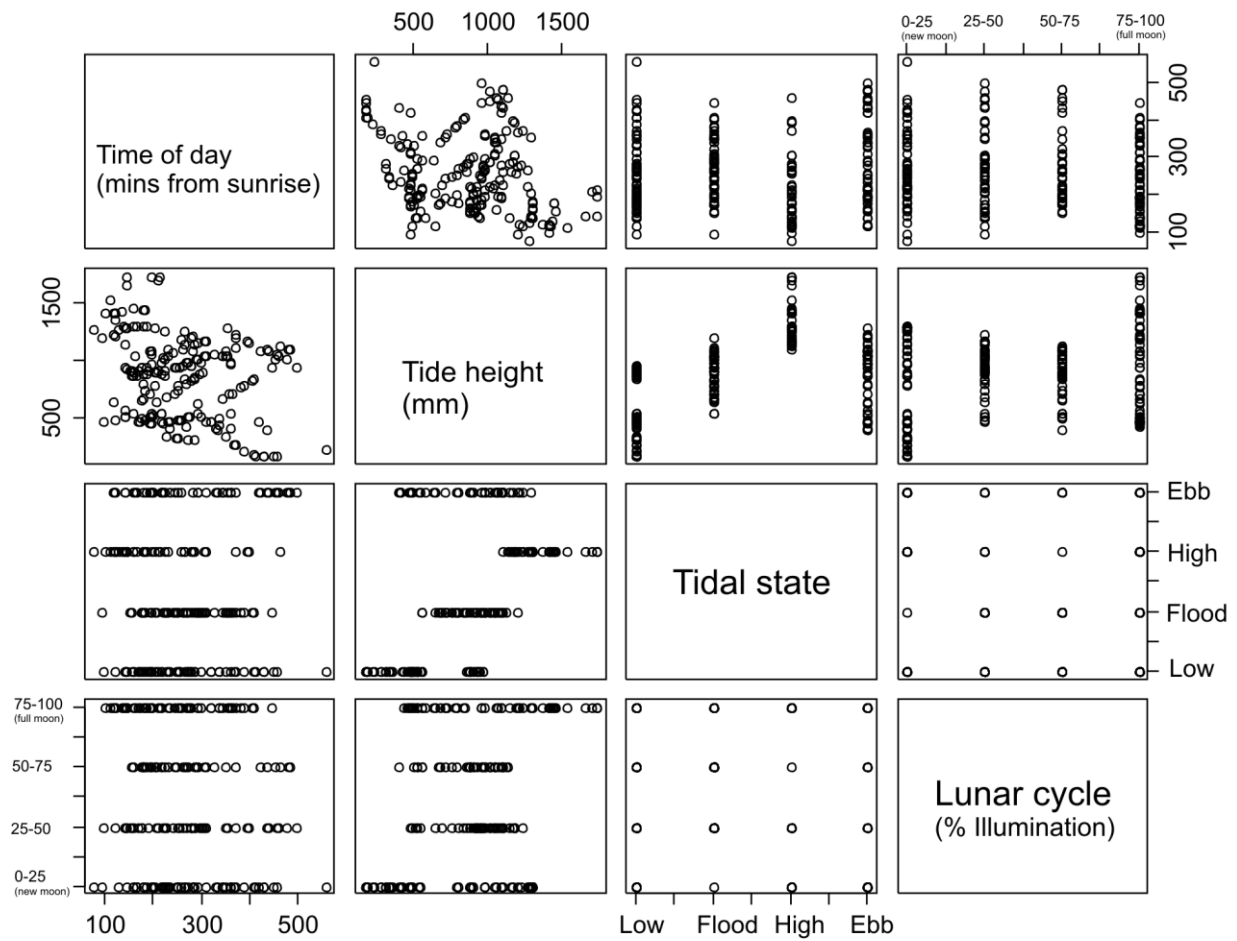 500 1000 1500
0-25 25-50 50-75 75-100
(new moon) (full moon)
Time of day
(mins from sunrise)
500
300
100
1500
500
Tide height
(mm)
Tidal state
Ebb
High
Flood
Low
75-100
(full moon)
50-75
25-50
0-25
(new moon)
Lunar cycle
(% Illumination)
100 300 500
Low Flood High Ebb